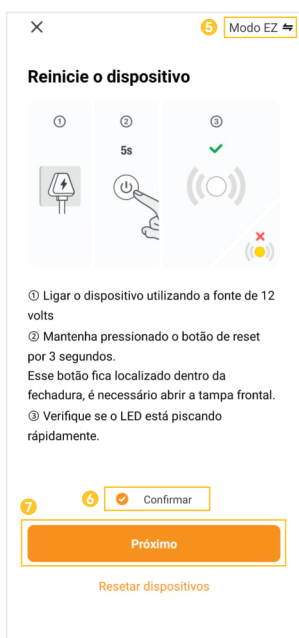 5 Modo EZ
Reinicie o dispositivo
① ② ③
5s
① Ligar o dispositivo utilizando a fonte de 12
volts
② Mantenha pressionado o botão de reset
por 3 segundos.
Esse botão fica localizado dentro da
fechadura, é necessário abrir a tampa frontal.
③ Verifique se o LED está piscando
rápidamente.
6 Confirmar
7
Próximo
Resetar dispositivos